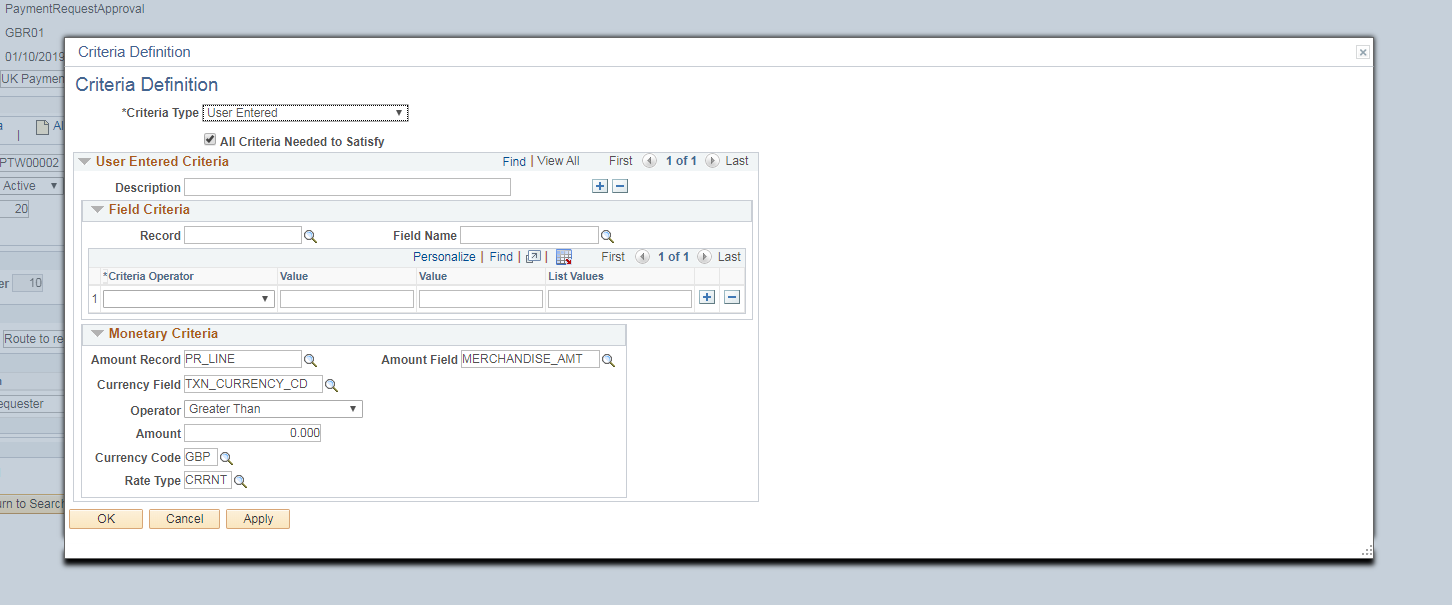 PaymentRequestApproval
GBR01
01/10/2019
UK Paymen
PTW00002
Active
20
er 10
Route to re
equester
urn to Search
Criteria Definition
Criteria Definition
*Criteria Type User Entered
All Criteria Needed to Satisfy
User Entered Criteria Find | View All First 1 of 1 Last
Description
Field Criteria
Record Field Name
Personalize | Find | | First 1 of 1 Last
*Criteria Operator Value Value List Values
1
Monetary Criteria
Amount Record PR_LINE Amount Field MERCHANDISE_AMT
Currency Field TXN_CURRENCY_CD
Operator Greater Than
Amount 0.000
Currency Code GBP
Rate Type CRRNT
OK Cancel Apply